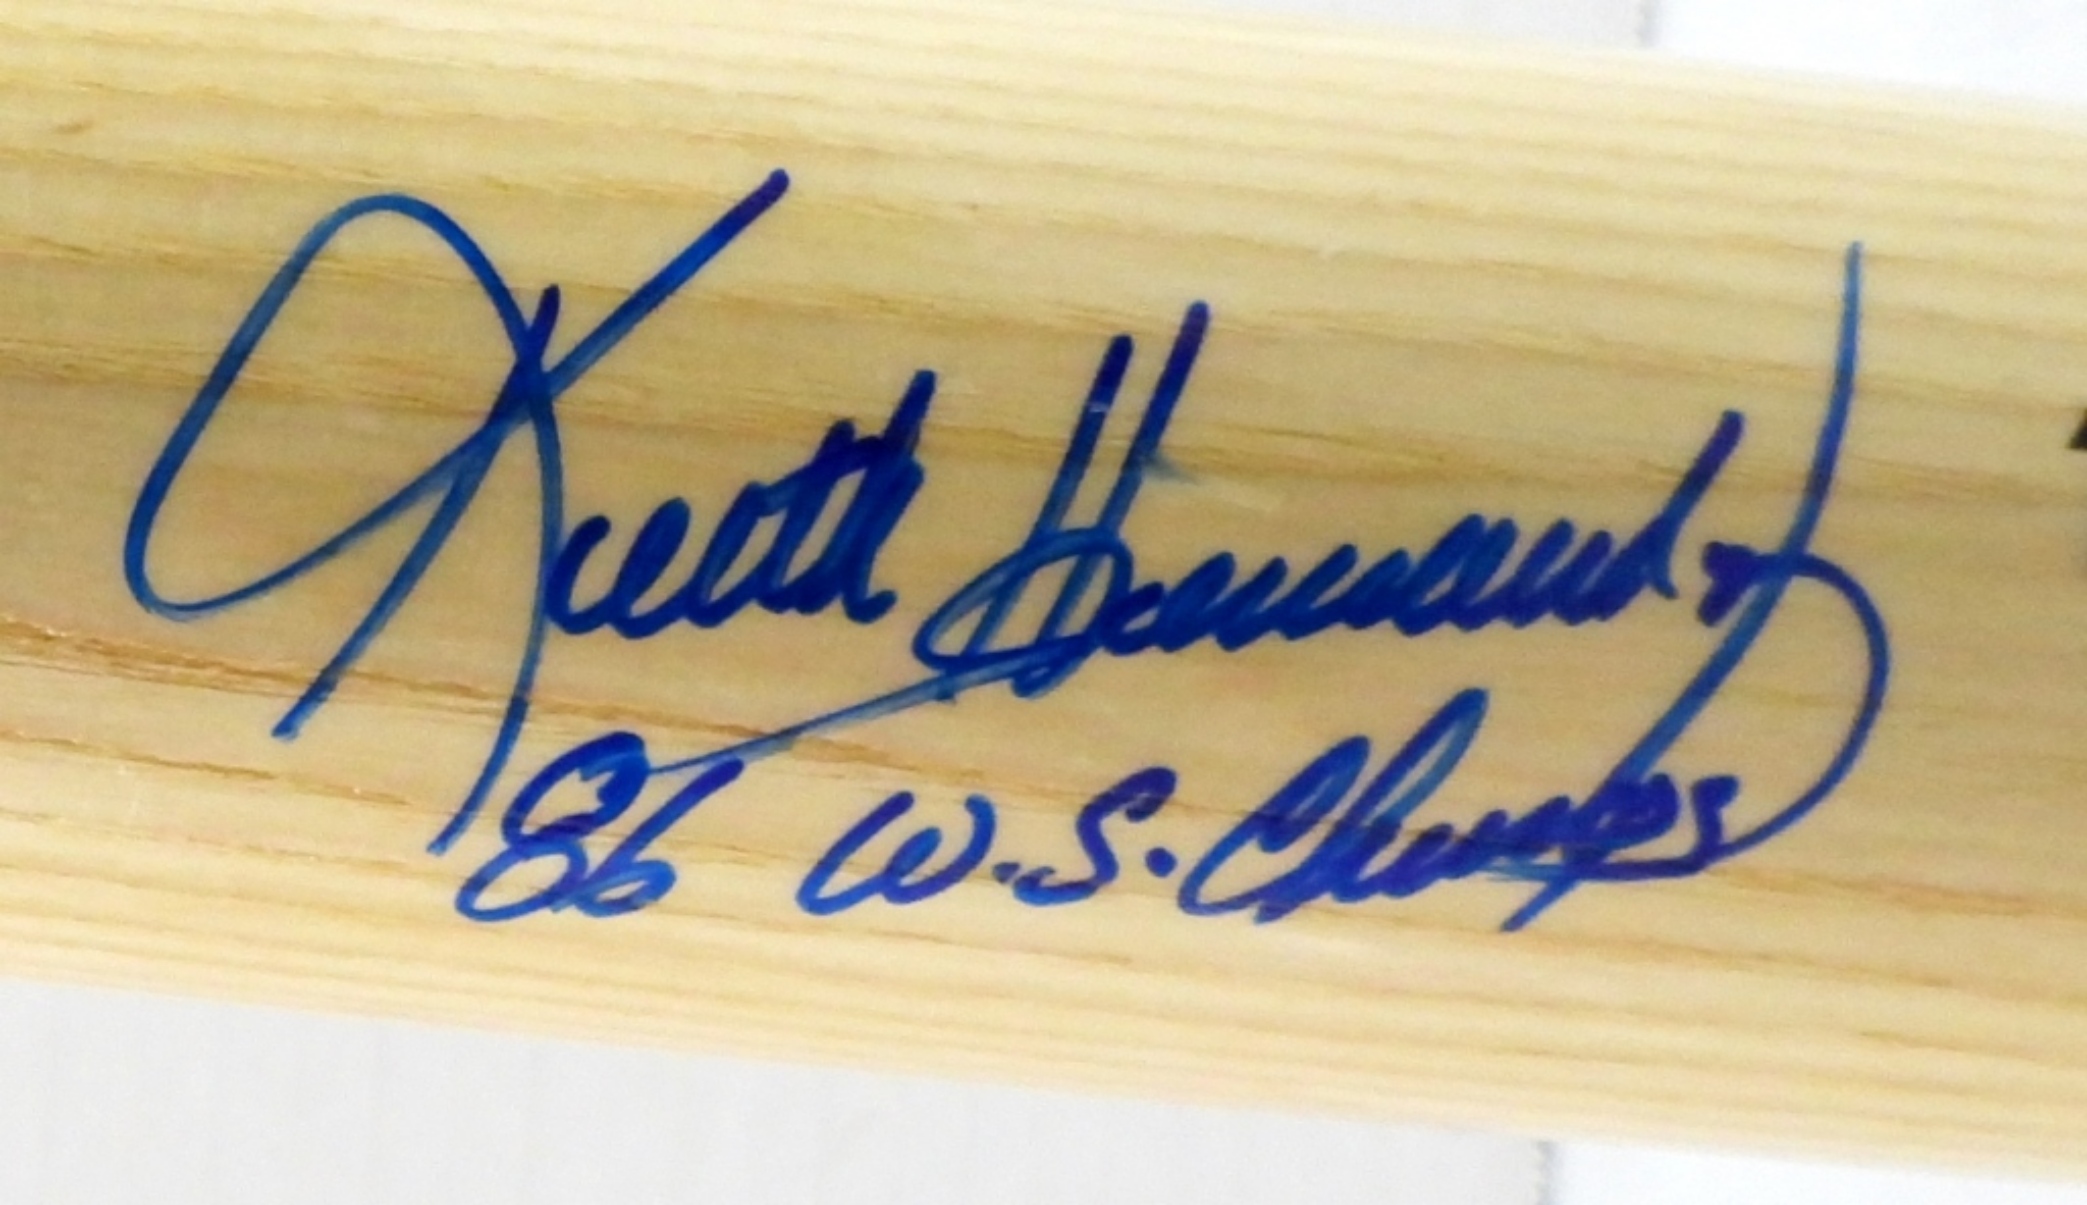 Keith Hernandez
86 W.S. Champs